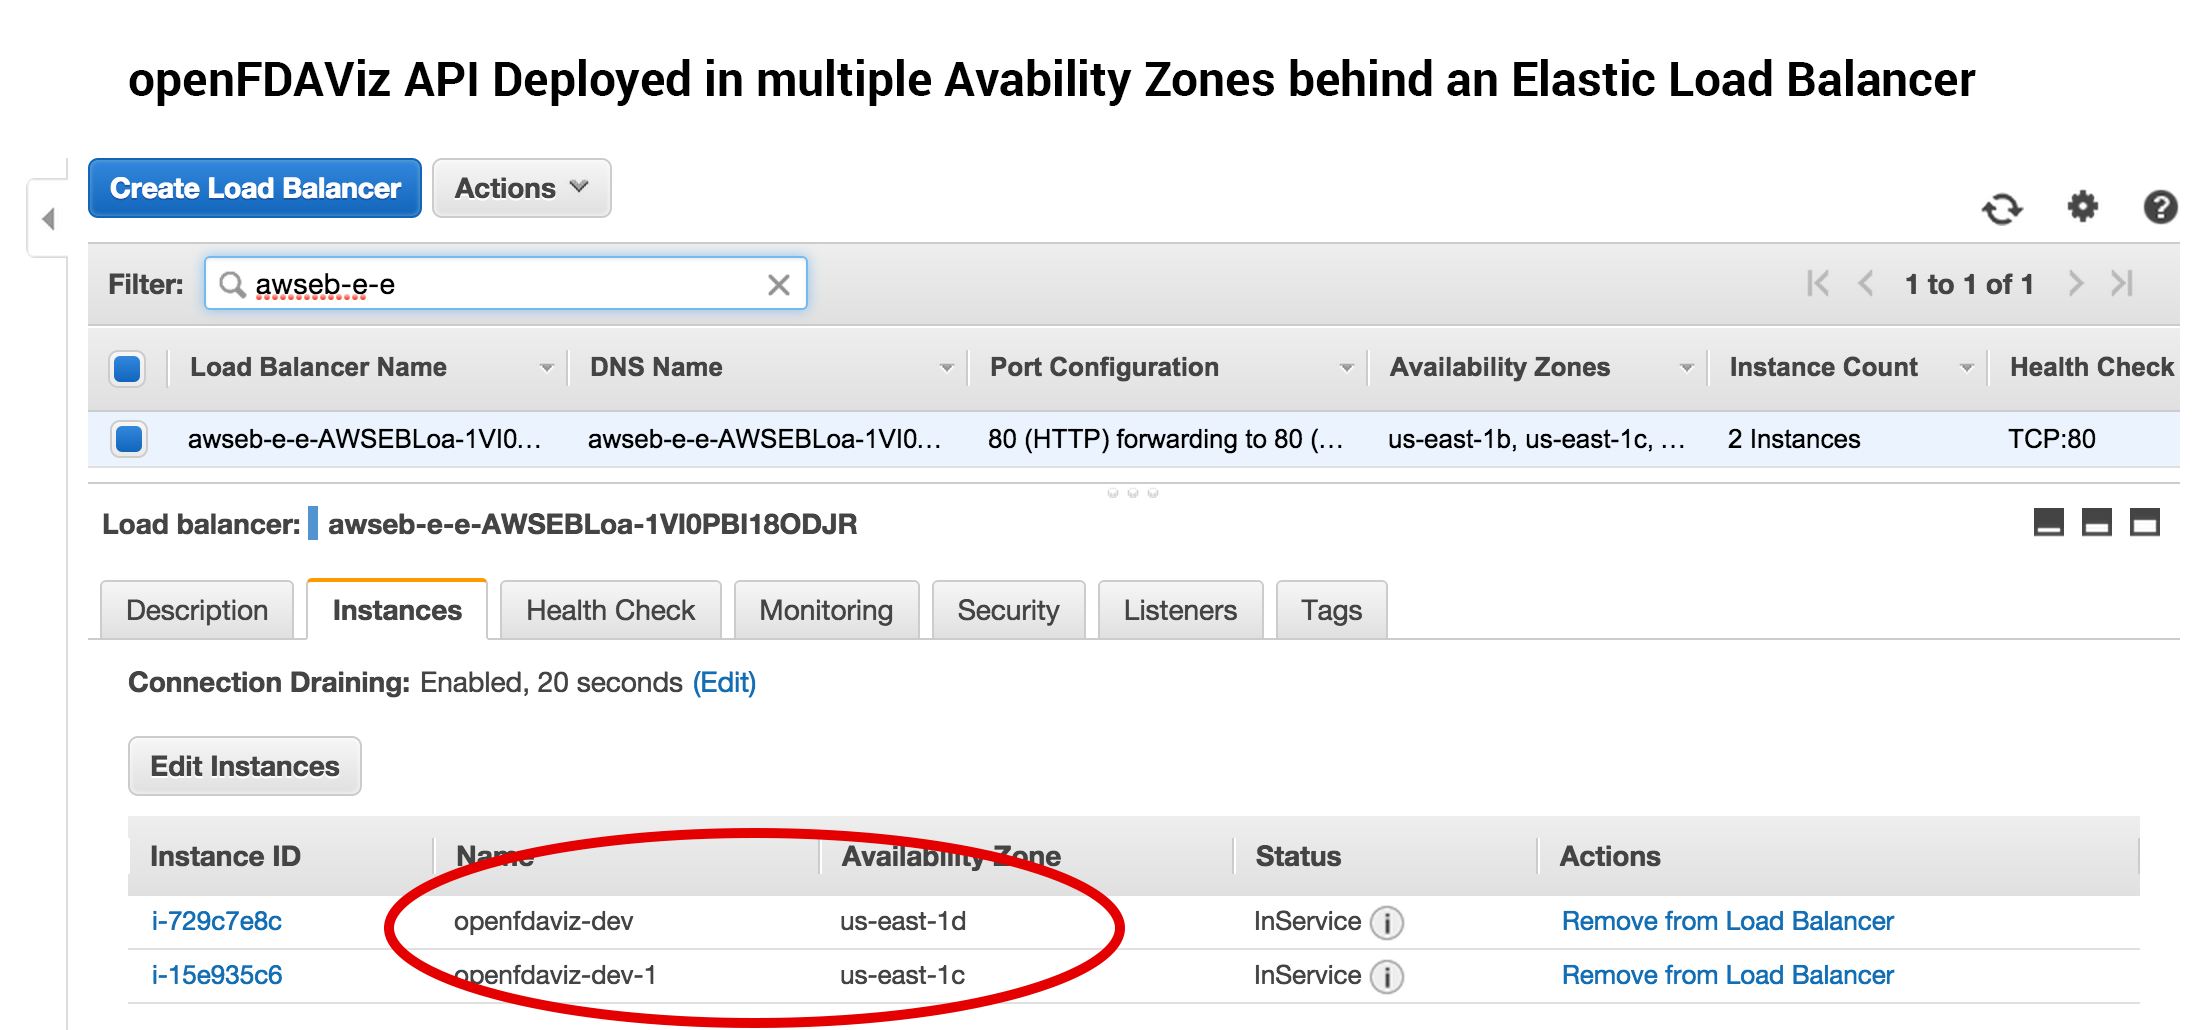 openFDAViz API Deployed in multiple Avability Zones behind an Elastic Load Balancer
Create Load Balancer Actions
Filter: awseb-e-e 1 to 1 of 1
Load Balancer Name DNS Name Port Configuration Availability Zones Instance Count Health Check
awseb-e-e-AWSEBLoa-1VI0... awseb-e-e-AWSEBLoa-1VI0... 80 (HTTP) forwarding to 80 (... us-east-1b, us-east-1c, ... 2 Instances TCP:80
Load balancer: awseb-e-e-AWSEBLoa-1VI0PBI18ODJR
Description Instances Health Check Monitoring Security Listeners Tags
Connection Draining: Enabled, 20 seconds (Edit)
Edit Instances
Instance ID Name Availability Zone Status Actions
i-729c7e8c openfdaviz-dev us-east-1d InService Remove from Load Balancer
i-15e935c6 openfdaviz-dev-1 us-east-1c InService Remove from Load Balancer